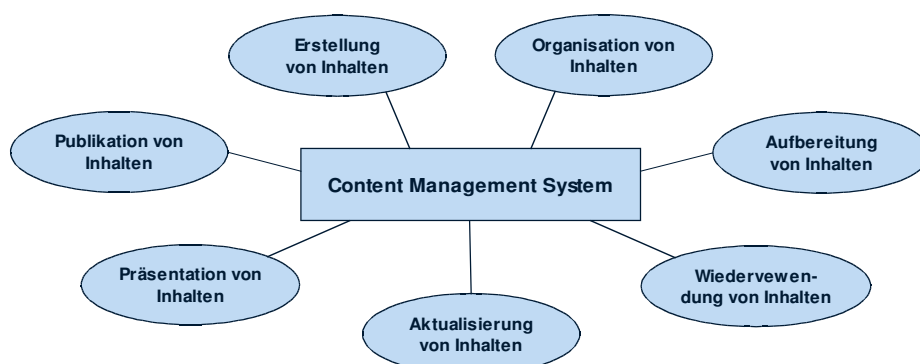 Erstellung
von Inhalten
Organisation von
Inhalten
Publikation von
Inhalten
Aufbereitung
von Inhalten
Content Management System
Präsentation von
Inhalten
Wiedervewen-
dung von Inhalten
Aktualisierung
von Inhalten